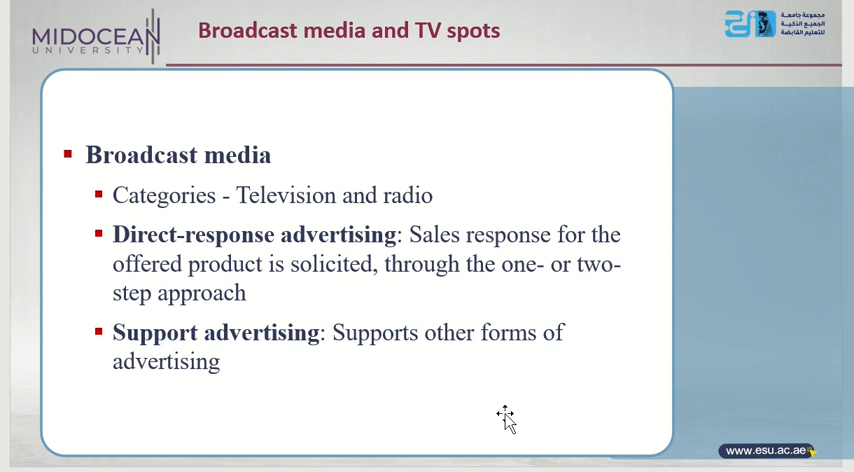 MIDOCEAN
UNIVERSITY
Broadcast media and TV spots
مجموعة جامعة
الجميع الذكية
للتعليم القابضة
Broadcast media
Categories - Television and radio
Direct-response advertising: Sales response for the
offered product is solicited, through the one- or two-
step approach
Support advertising: Supports other forms of
advertising
www.esu.ac.ae